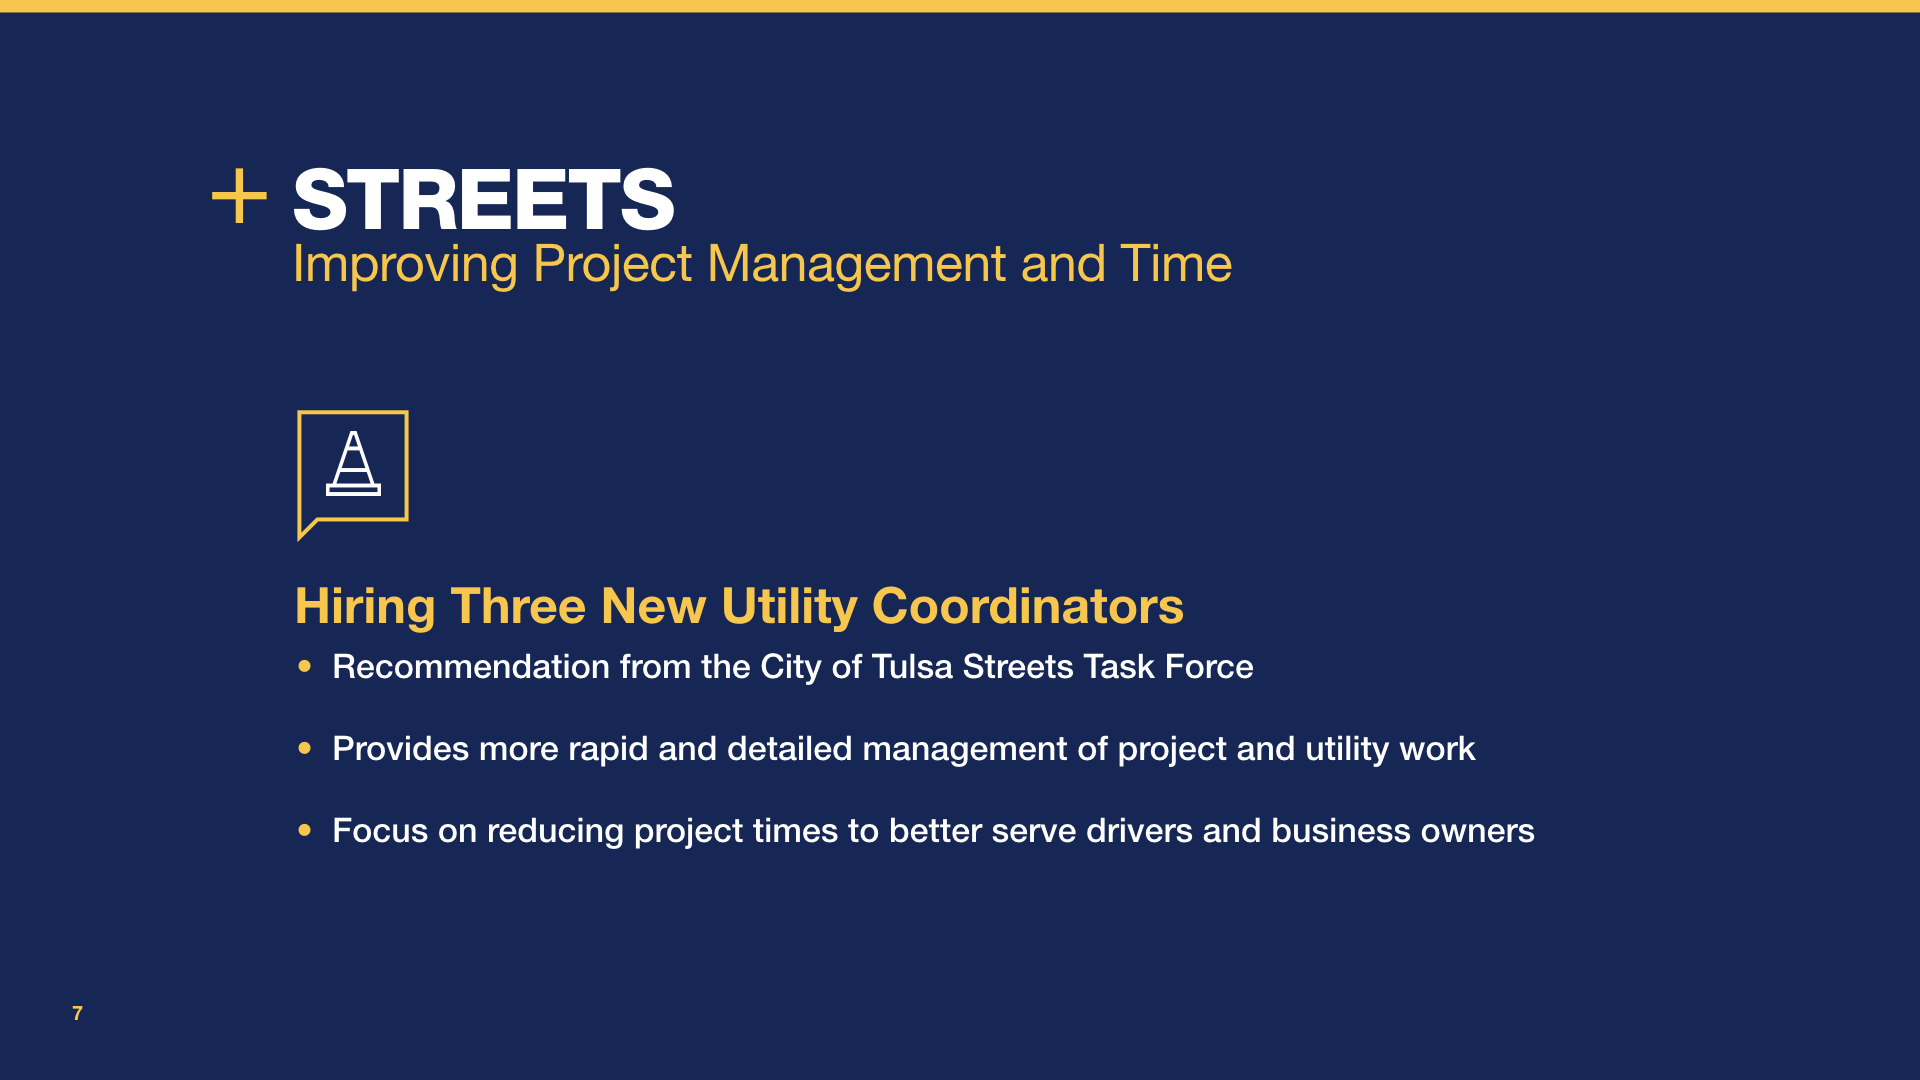 + STREETS
Improving Project Management and Time
Hiring Three New Utility Coordinators
• Recommendation from the City of Tulsa Streets Task Force
• Provides more rapid and detailed management of project and utility work
• Focus on reducing project times to better serve drivers and business owners
7